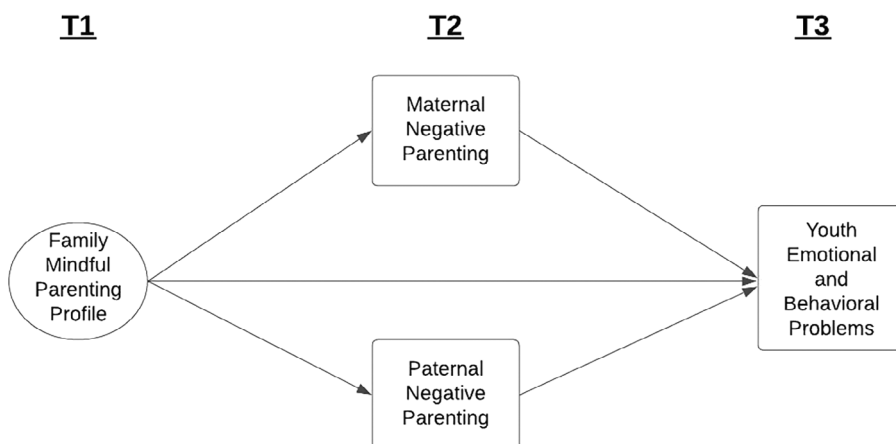 T1
T2
T3
Maternal
Negative
Parenting
Family
Mindful
Parenting
Profile
Youth
Emotional
and
Behavioral
Problems
Paternal
Negative
Parenting